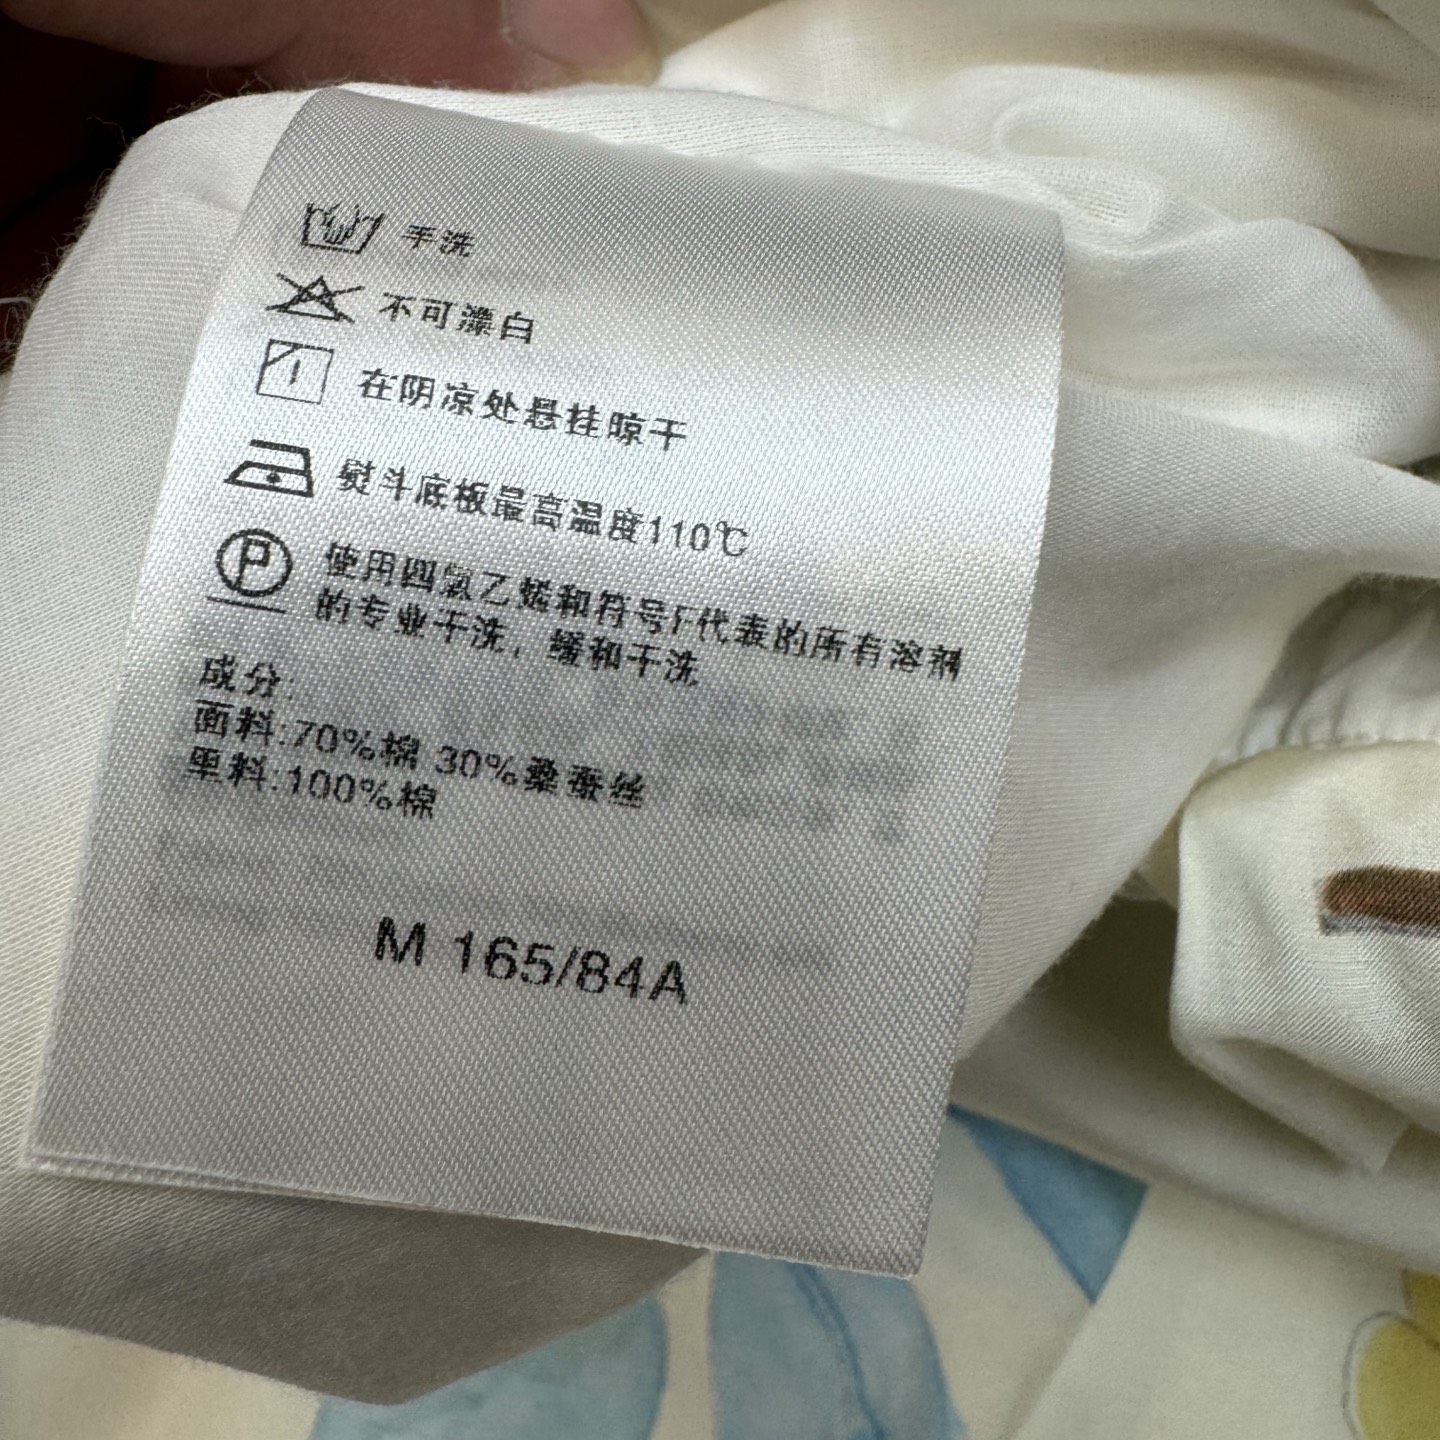 手洗
不可漂白
在阴凉处悬挂晾干
熨斗底板最高温度110℃
P
使用四氯乙烯和符号F代表的所有溶剂
的专业干洗，缓和干洗
成分:
面料:70%棉 30%桑蚕丝
里料:100%棉
M 165/84A